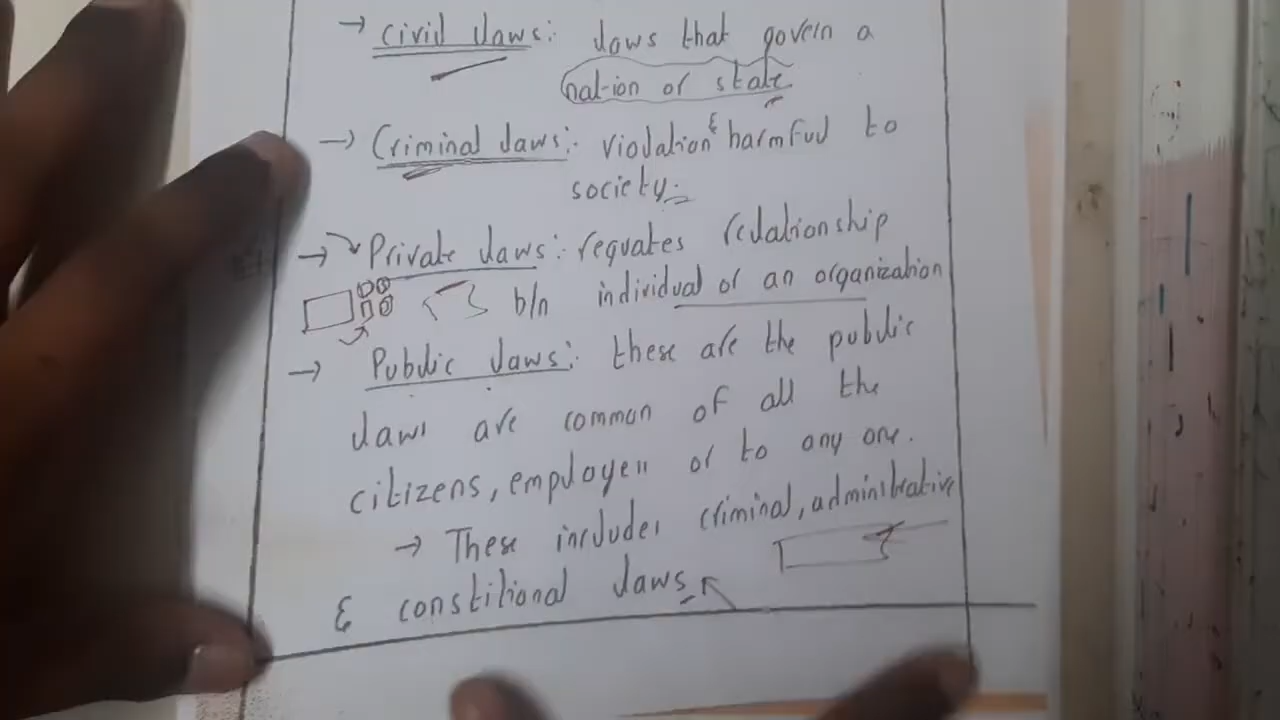 → Civil laws:- laws that govern a
nation or state
→ Criminal laws:- violation & harmful to
society:-
→ Private laws:- reguates relationship
b/n individual or an organization
→ Public laws:- these are the public
laws are common of all the
citizens, employees or to any one.
→ These includes criminal, administrative
& constitional laws.